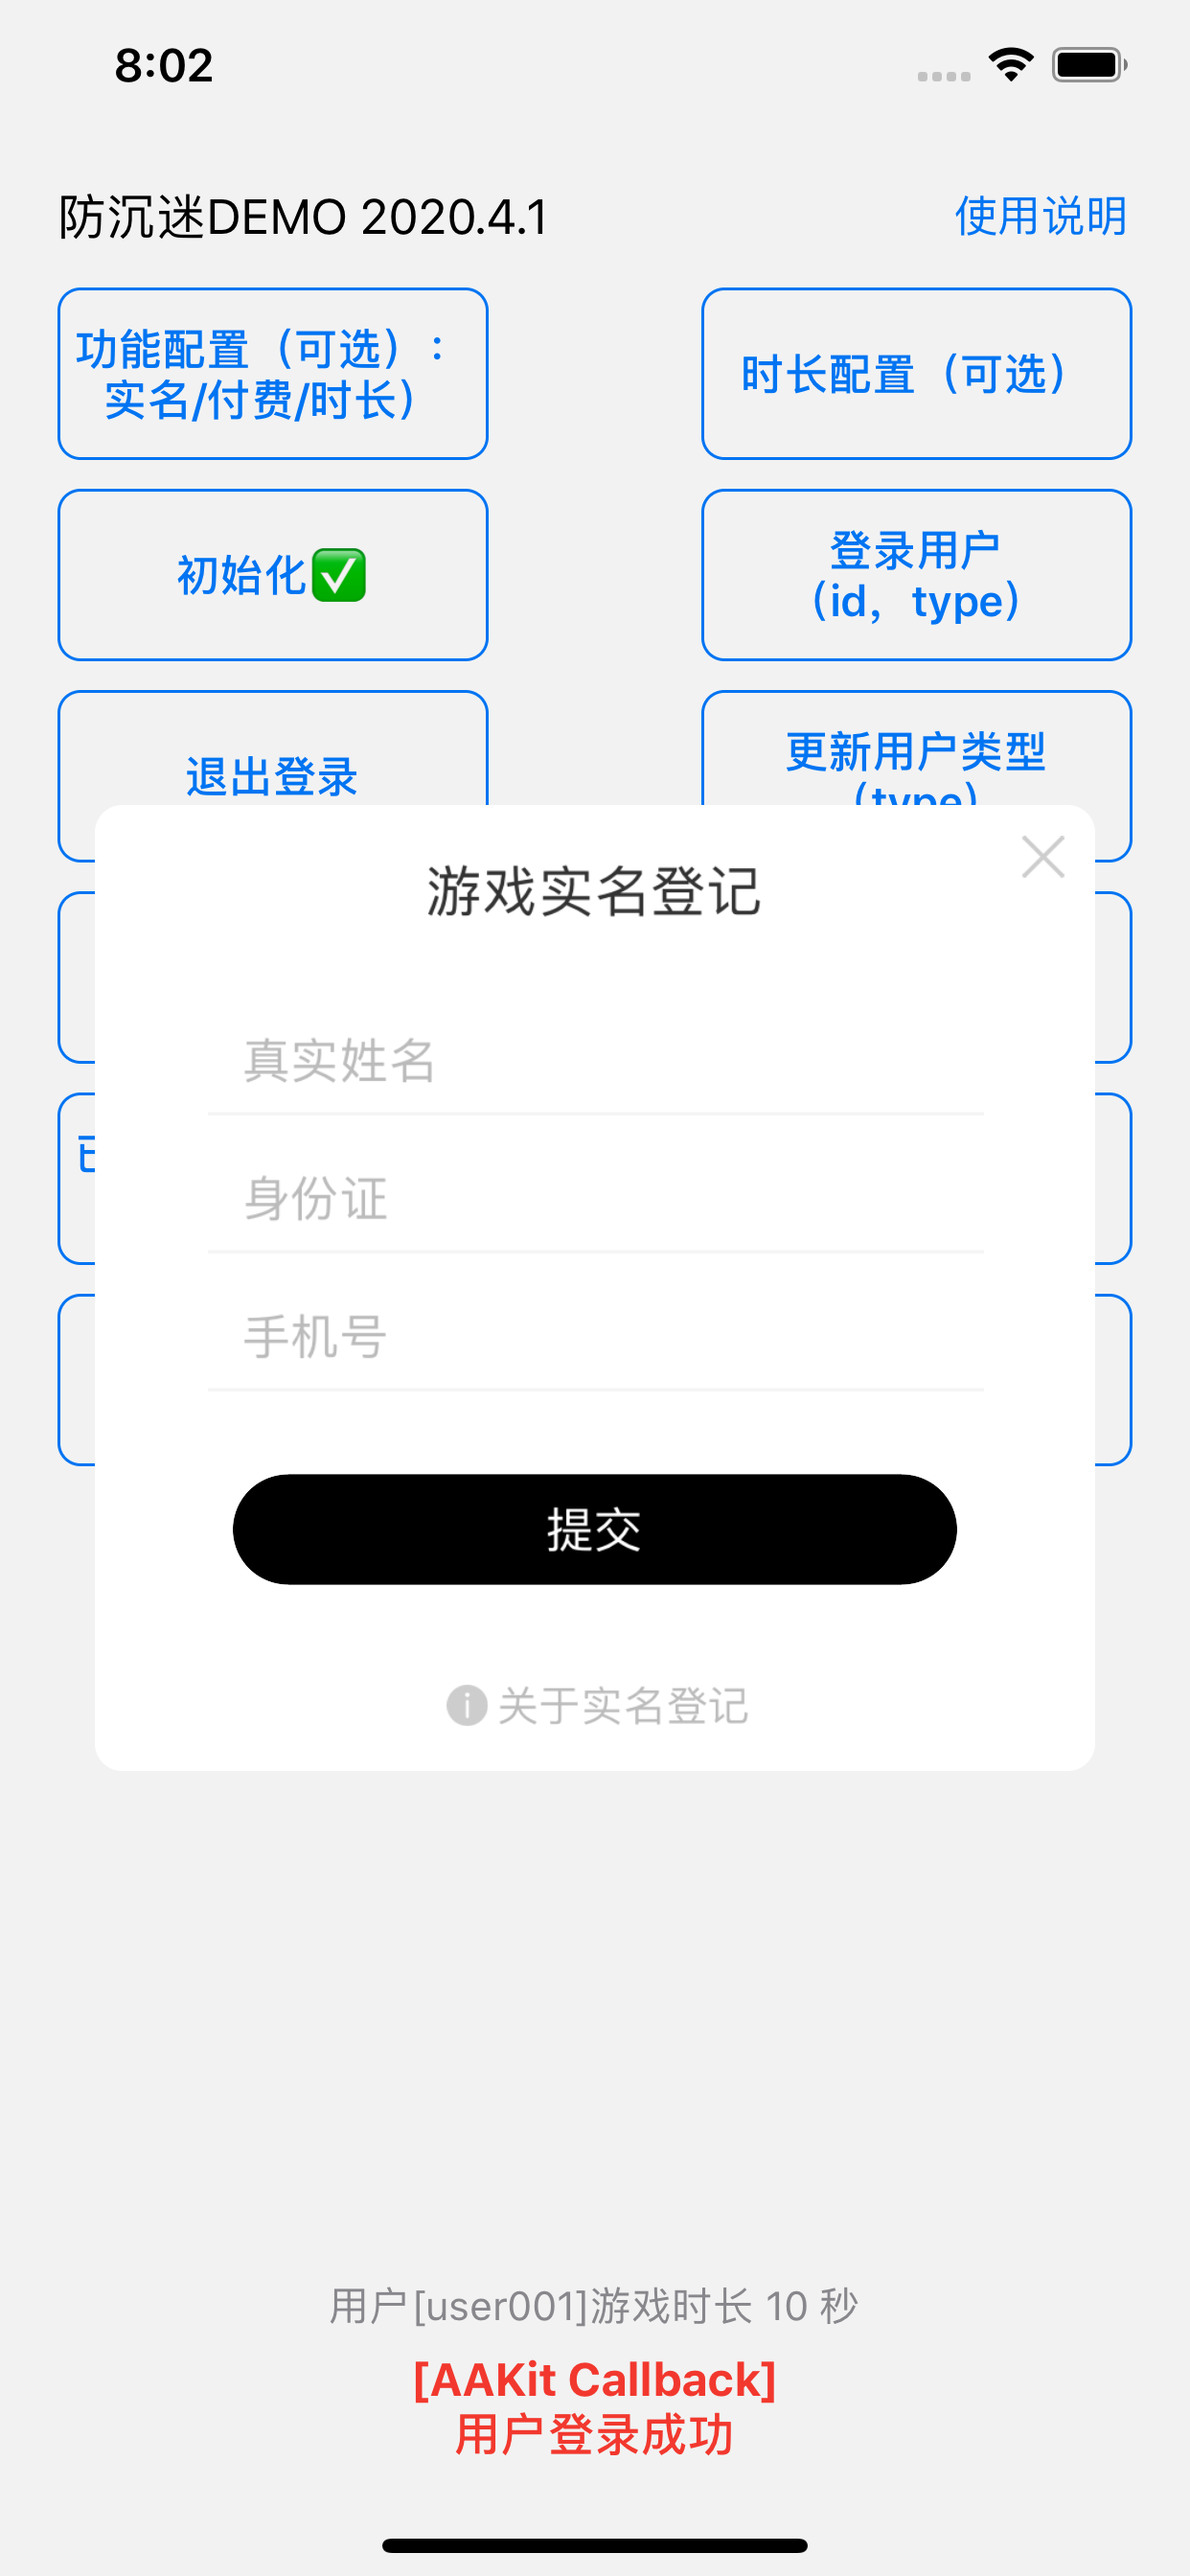 8:02
防沉迷DEMO 2020.4.1
使用说明
功能配置（可选）：
实名/付费/时长）
时长配置（可选）
初始化✅
登录用户
（id，type）
退出登录
更新用户类型
（type）
游戏实名登记
真实姓名
身份证
手机号
提交
关于实名登记
用户[user001]游戏时长 10 秒
[AAKit Callback]
用户登录成功